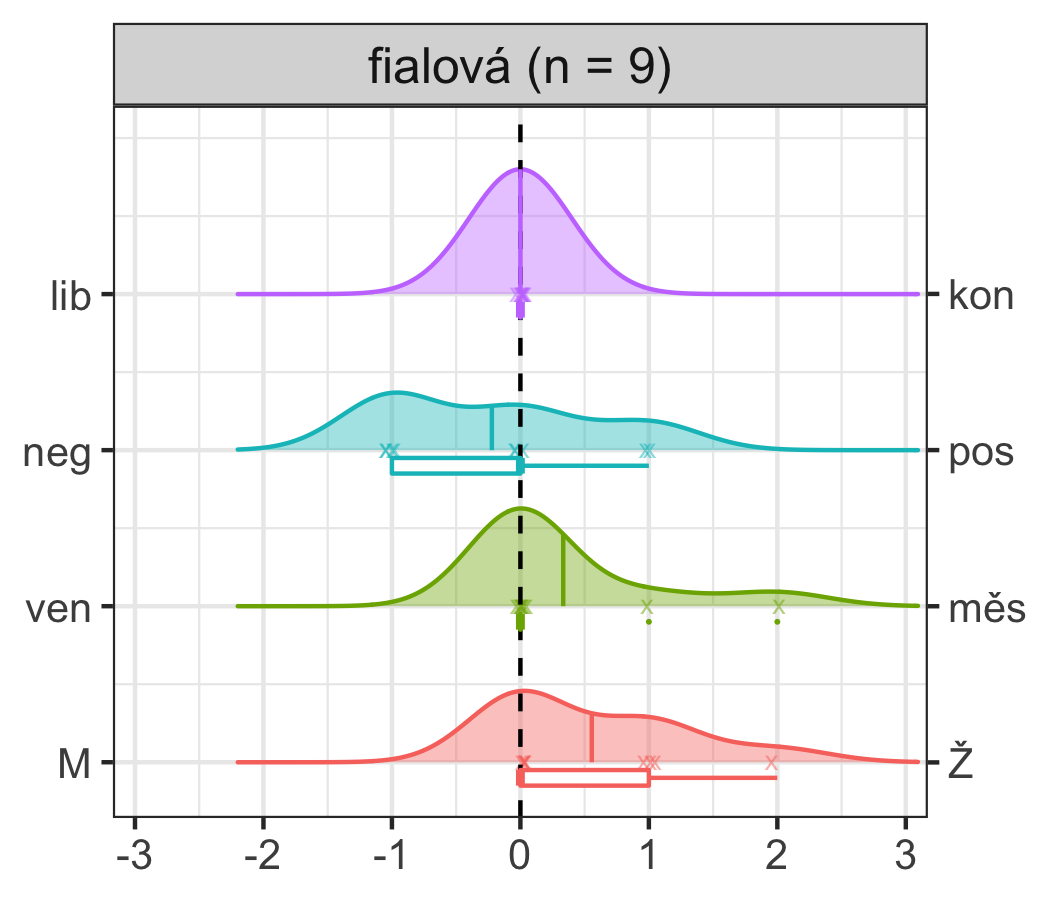 fialová (n = 9)
lib kon
neg pos
ven měs
M Ž
-3 -2 -1 0 1 2 3